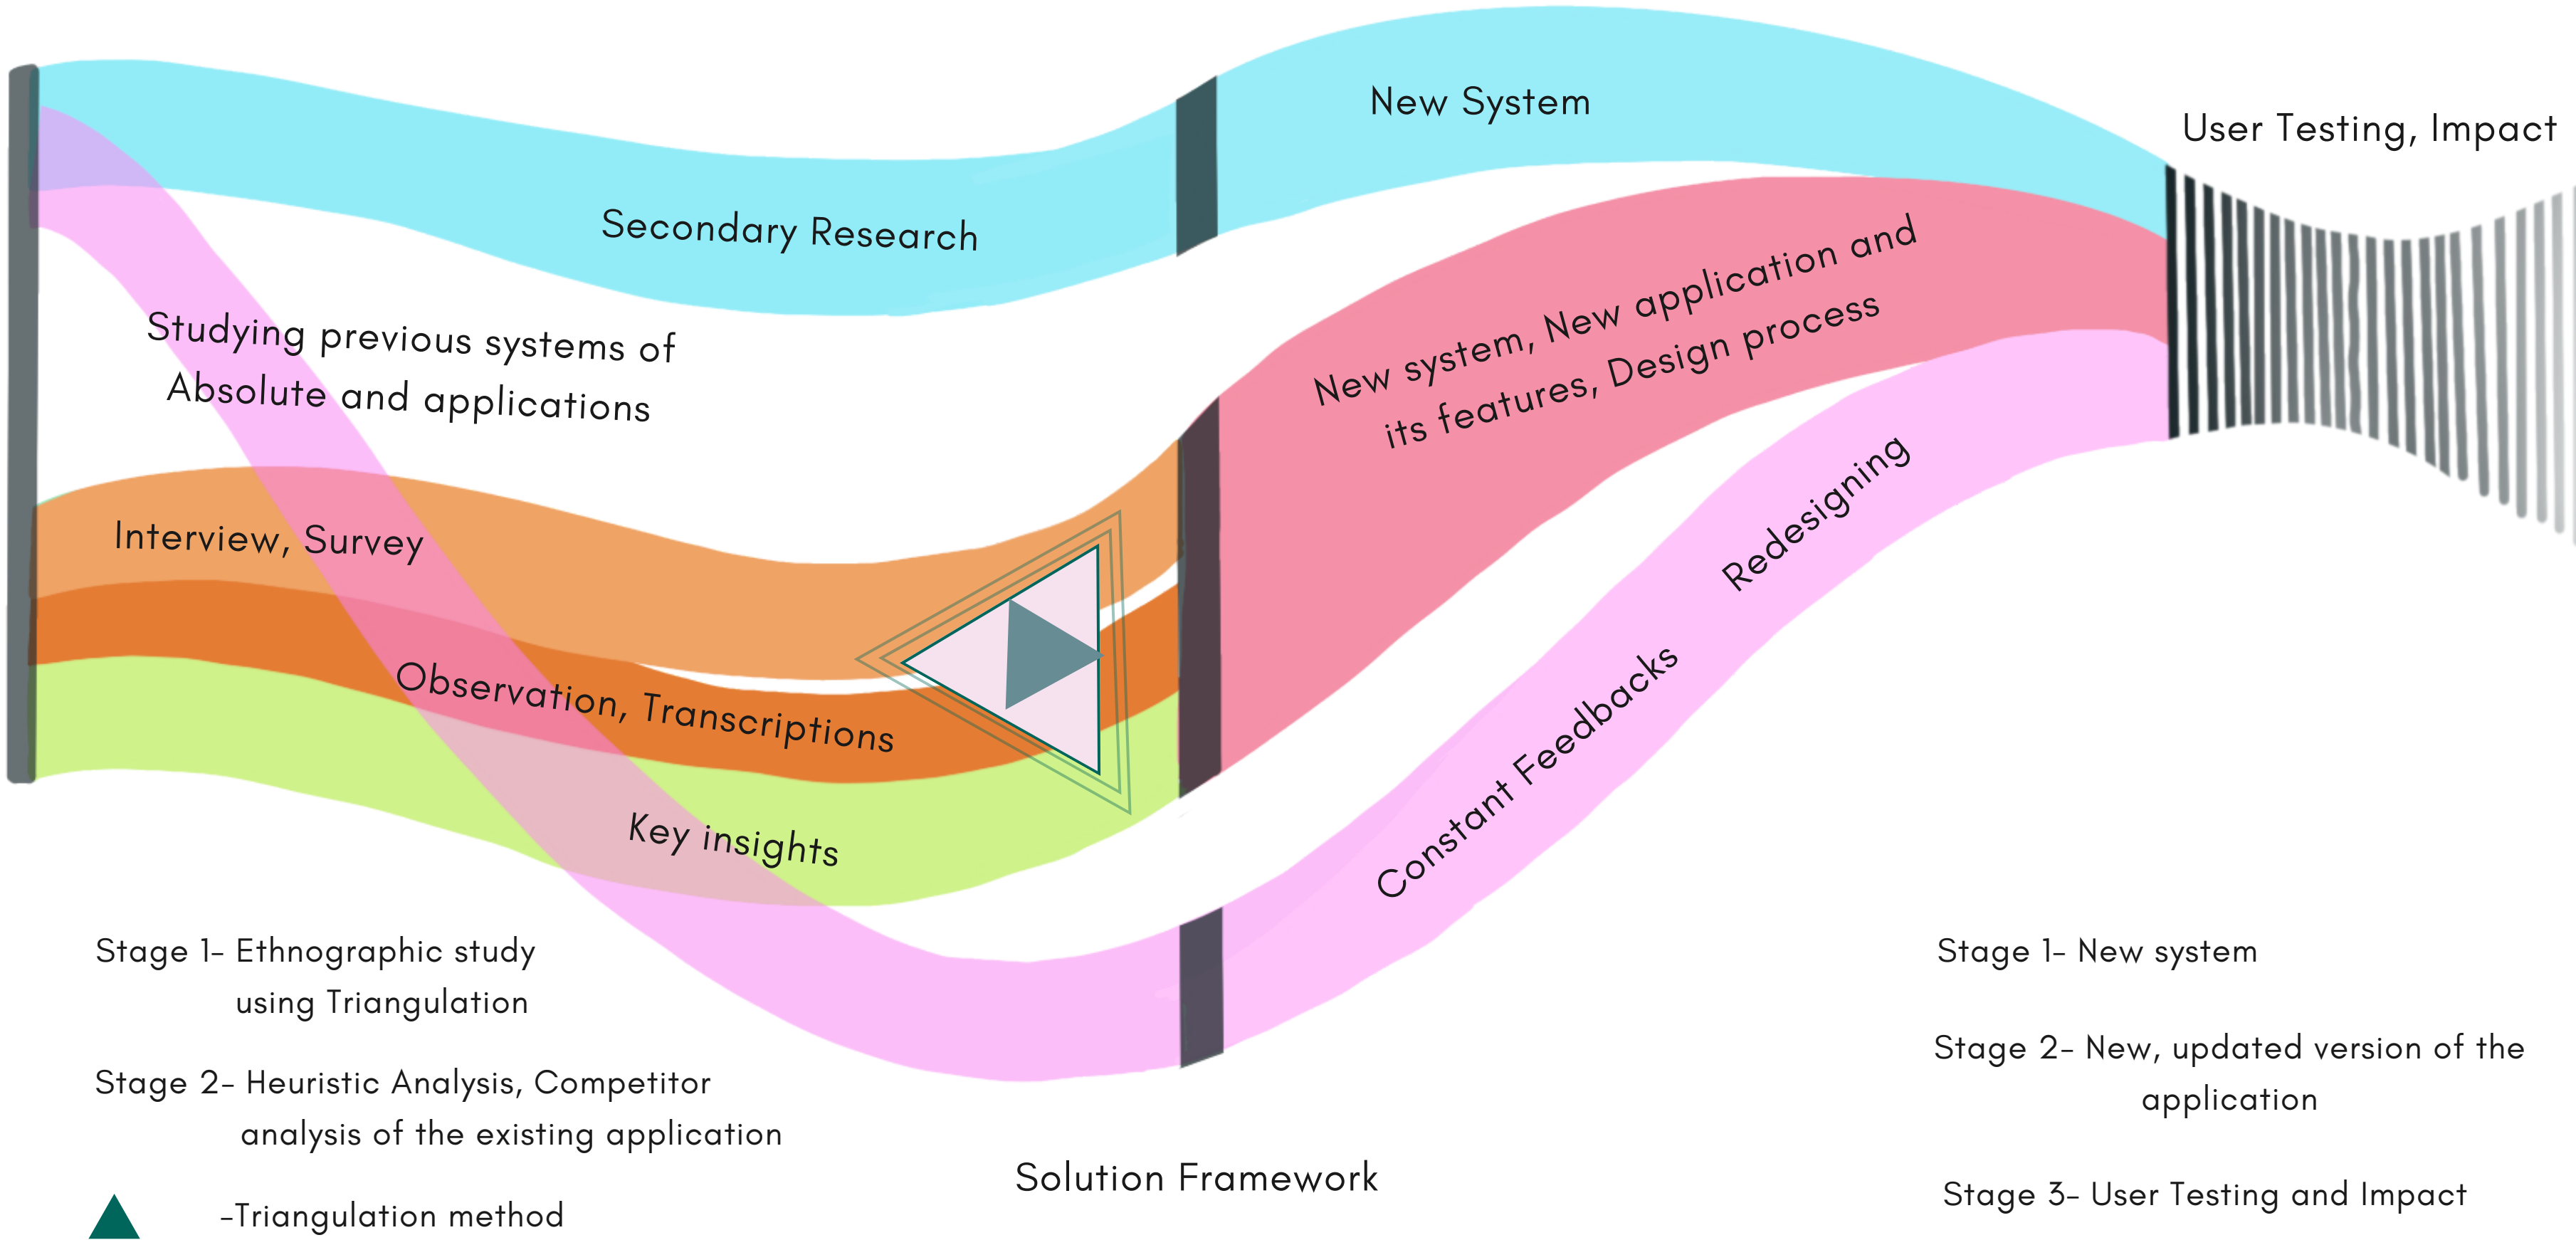 New System
User Testing, Impact
Secondary Research
Studying previous systems of
Absolute and applications
New system, New application and
its features, Design process
Interview, Survey
Observation, Transcriptions
Key insights
Redesigning
Constant Feedbacks
Stage 1- Ethnographic study
using Triangulation
Stage 2- Heuristic Analysis, Competitor
analysis of the existing application
-Triangulation method
Solution Framework
Stage 1- New system
Stage 2- New, updated version of the
application
Stage 3- User Testing and Impact